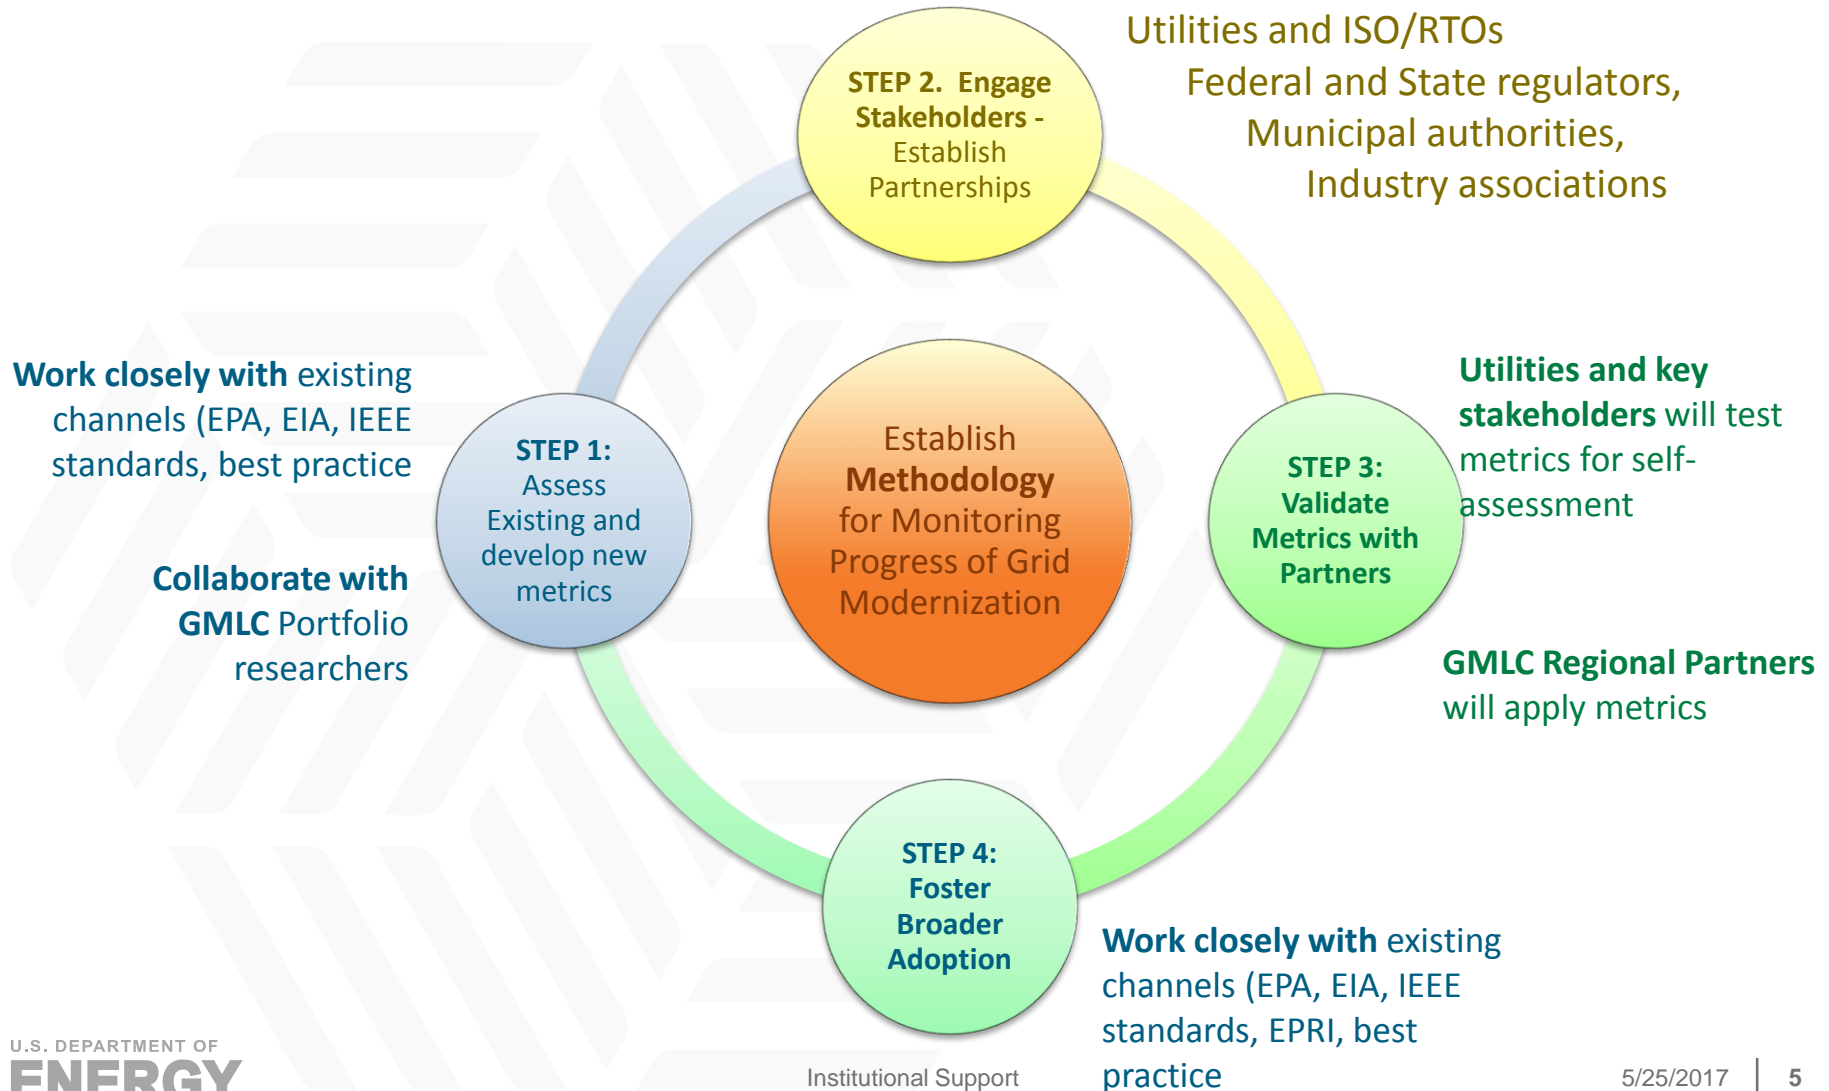 Utilities and ISO/RTOs
Federal and State regulators,
Municipal authorities,
Industry associations
STEP 2. Engage
Stakeholders -
Establish
Partnerships
Work closely with existing
channels (EPA, EIA, IEEE
standards, best practice
Collaborate with
GMLC Portfolio
researchers
STEP 1:
Assess
Existing and
develop new
metrics
Establish
Methodology
for Monitoring
Progress of Grid
Modernization
STEP 3:
Validate
Metrics with
Partners
Utilities and key
stakeholders will test
metrics for self-
assessment
GMLC Regional Partners
will apply metrics
STEP 4:
Foster
Broader
Adoption
Work closely with existing
channels (EPA, EIA, IEEE
standards, EPRI, best
practice
U.S. DEPARTMENT OF
ENERGY
Institutional Support
5/25/2017
5